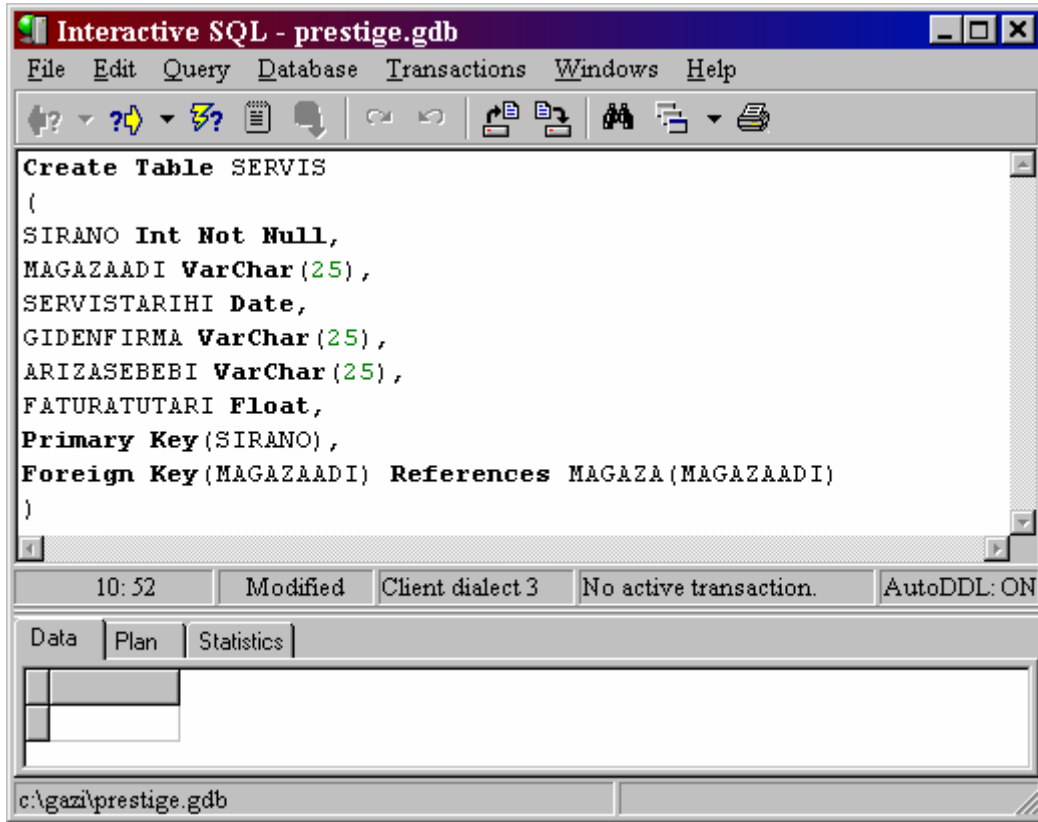 Interactive SQL - prestige.gdb
File Edit Query Database Transactions Windows Help
Create Table SERVIS
(
SIRANO Int Not Null,
MAGAZAADI VarChar(25),
SERVISTARIHI Date,
GIDENFIRMA VarChar(25),
ARIZASEBEBI VarChar(25),
FATURATUTARI Float,
Primary Key(SIRANO),
Foreign Key(MAGAZAADI) References MAGAZA(MAGAZAADI)
)
10: 52 Modified Client dialect 3 No active transaction. AutoDDL: ON
Data Plan Statistics
c:\gazi\prestige.gdb